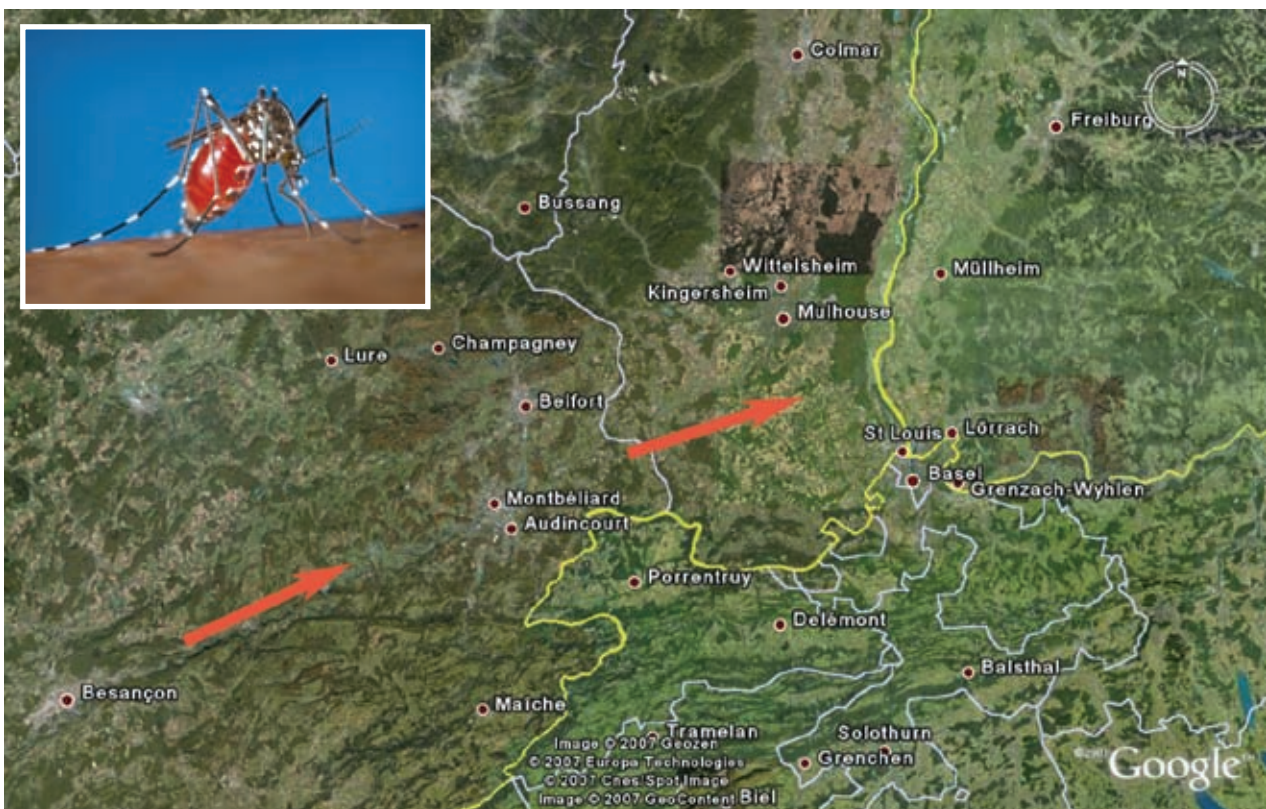 Colmar
N
Freiburg
Bussang
Wittelsheim
Müllheim
Kingersheim
Mulhouse
Champagney
Lure
Belfort
St Louis
Lörrach
Basel
Grenzach-Wyhlen
Montbéliard
Audincourt
Porrentruy
Delémont
Balsthal
Besançon
Maîche
Tramelan
Solothurn
Image © 2007 Geozen
© 2007 Europa Technologies
Grenchen
© 2007 Cnes/Spot Image
Image © 2007 GeoContent
Biel
Google